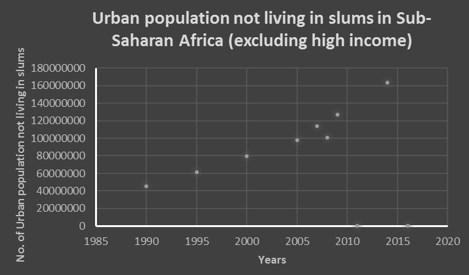 Urban population not living in slums in Sub-
Saharan Africa (excluding high income)
No. of Urban population not living in slums
180000000
160000000
140000000
120000000
100000000
80000000
60000000
40000000
20000000
0
1985 1990 1995 2000 2005 2010 2015 2020
Years